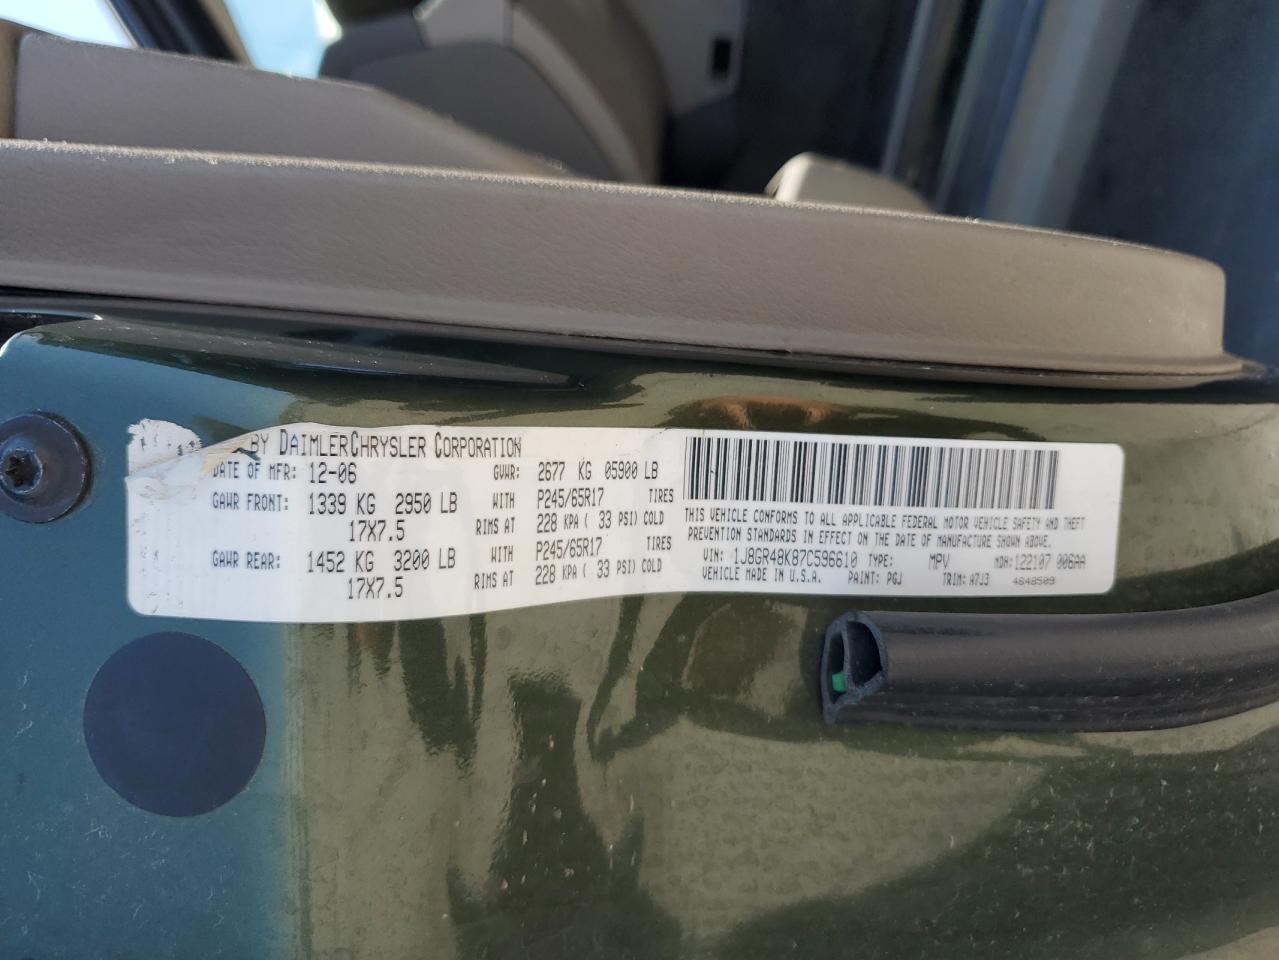 BY DAIMLERCHRYSLER CORPORATION
DATE OF MFR: 12-06 GVWR: 2677 KG 05900 LB
GAWR FRONT: 1339 KG 2950 LB WITH P245/65R17 TIRES
17X7.5 RIMS AT 228 KPA ( 33 PSI) COLD
GAWR REAR: 1452 KG 3200 LB WITH P245/65R17 TIRES
17X7.5 RIMS AT 228 KPA ( 33 PSI) COLD
THIS VEHICLE CONFORMS TO ALL APPLICABLE FEDERAL MOTOR VEHICLE SAFETY AND THEFT
PREVENTION STANDARDS IN EFFECT ON THE DATE OF MANUFACTURE SHOWN ABOVE.
VIN: 1J8GR48K87C596610 TYPE: MPV MDH: 122107 006AA
VEHICLE MADE IN U.S.A. PAINT: PGJ TRIM: A7J3 4648509